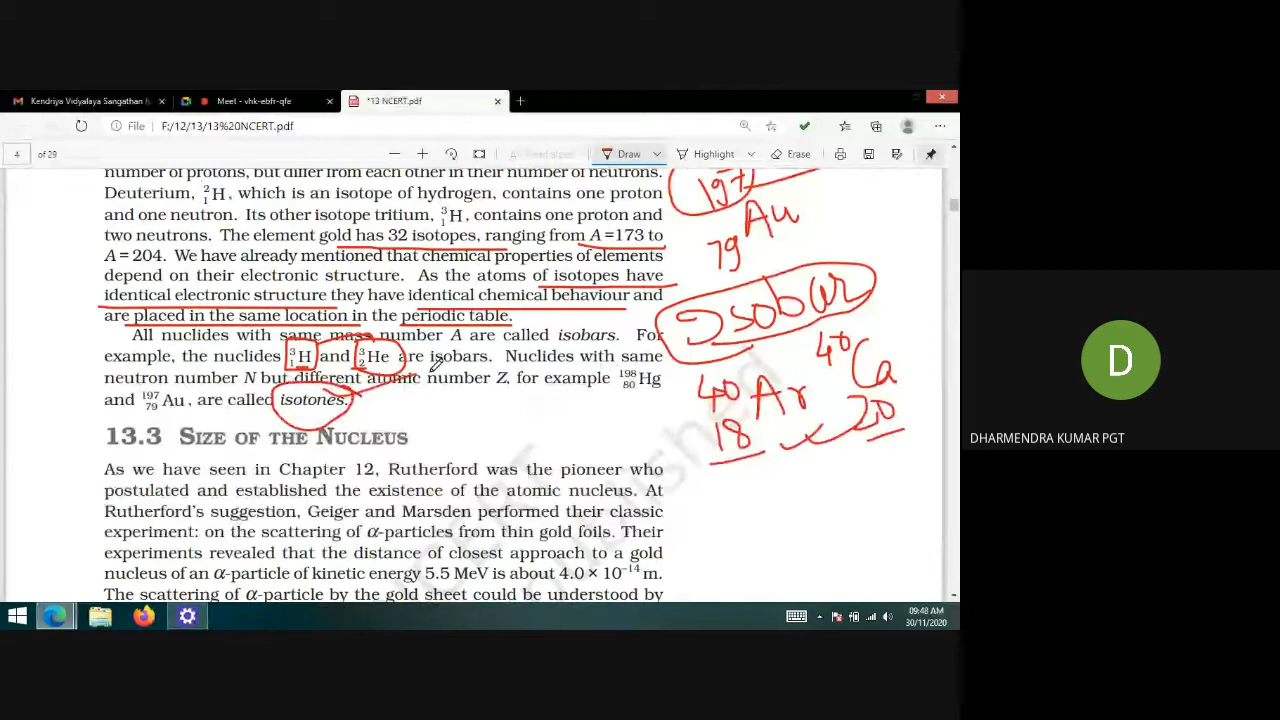 Kendriya Vidyalaya Sangathan
Meet - vhk-ebfr-qfe
*13 NCERT.pdf
File F:/12/13/13%20NCERT.pdf
4 of 29
Draw Highlight Erase
number of protons, but differ from each other in their number of neutrons.
Deuterium, ²₁H, which is an isotope of hydrogen, contains one proton
and one neutron. Its other isotope tritium, ³₁H, contains one proton and
two neutrons. The element gold has 32 isotopes, ranging from A =173 to
A = 204. We have already mentioned that chemical properties of elements
depend on their electronic structure. As the atoms of isotopes have
identical electronic structure they have identical chemical behaviour and
are placed in the same location in the periodic table.
All nuclides with same mass number A are called isobars. For
example, the nuclides ³₁H and ³₂He are isobars. Nuclides with same
neutron number N but different atomic number Z, for example ¹⁹⁸₈₀Hg
and ¹⁹⁷₇₉Au, are called isotones.
13.3 SIZE OF THE NUCLEUS
As we have seen in Chapter 12, Rutherford was the pioneer who
postulated and established the existence of the atomic nucleus. At
Rutherford's suggestion, Geiger and Marsden performed their classic
experiment: on the scattering of α-particles from thin gold foils. Their
experiments revealed that the distance of closest approach to a gold
nucleus of an α-particle of kinetic energy 5.5 MeV is about 4.0 × 10⁻¹⁴ m.
The scattering of α-particle by the gold sheet could be understood by
197
Au
79
Isobar
40 Ca
40 Ar
18 20
NCERT
published
D
DHARMENDRA KUMAR PGT
09:48 AM
30/11/2020